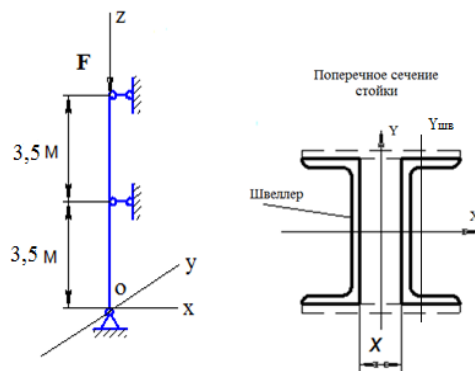 z
F
3,5 м
3,5 м
y
o
x
Поперечное сечение
стойки
Y
Yшв
Швеллер
X
X